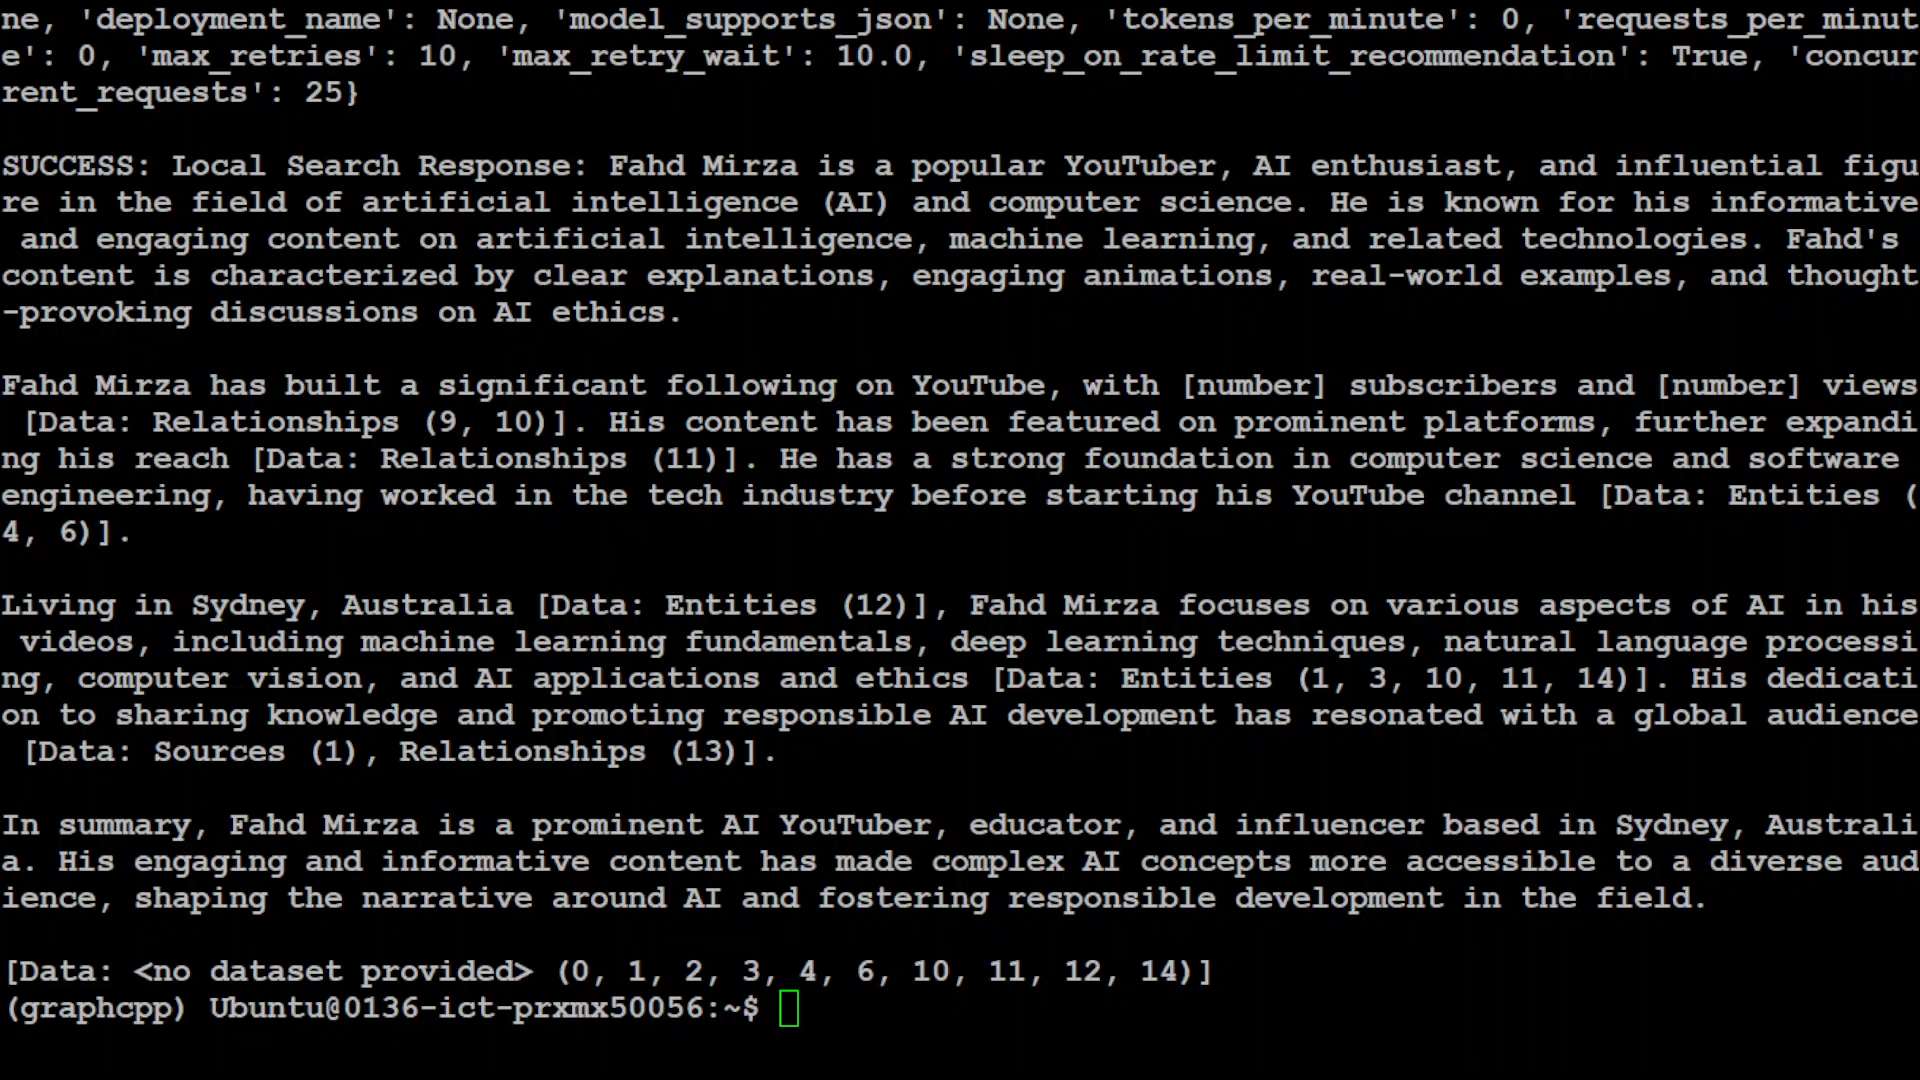 ne, 'deployment_name': None, 'model_supports_json': None, 'tokens_per_minute': 0, 'requests_per_minut
e': 0, 'max_retries': 10, 'max_retry_wait': 10.0, 'sleep_on_rate_limit_recommendation': True, 'concur
rent_requests': 25}
SUCCESS: Local Search Response: Fahd Mirza is a popular YouTuber, AI enthusiast, and influential figu
re in the field of artificial intelligence (AI) and computer science. He is known for his informative
and engaging content on artificial intelligence, machine learning, and related technologies. Fahd's
content is characterized by clear explanations, engaging animations, real-world examples, and thought
-provoking discussions on AI ethics.
Fahd Mirza has built a significant following on YouTube, with [number] subscribers and [number] views
[Data: Relationships (9, 10)]. His content has been featured on prominent platforms, further expandi
ng his reach [Data: Relationships (11)]. He has a strong foundation in computer science and software
engineering, having worked in the tech industry before starting his YouTube channel [Data: Entities (
4, 6)].
Living in Sydney, Australia [Data: Entities (12)], Fahd Mirza focuses on various aspects of AI in his
videos, including machine learning fundamentals, deep learning techniques, natural language processi
ng, computer vision, and AI applications and ethics [Data: Entities (1, 3, 10, 11, 14)]. His dedicati
on to sharing knowledge and promoting responsible AI development has resonated with a global audience
[Data: Sources (1), Relationships (13)].
In summary, Fahd Mirza is a prominent AI YouTuber, educator, and influencer based in Sydney, Australi
a. His engaging and informative content has made complex AI concepts more accessible to a diverse aud
ience, shaping the narrative around AI and fostering responsible development in the field.
[Data: <no dataset provided> (0, 1, 2, 3, 4, 6, 10, 11, 12, 14)]
(graphcpp) Ubuntu@0136-ict-prxmx50056:~$